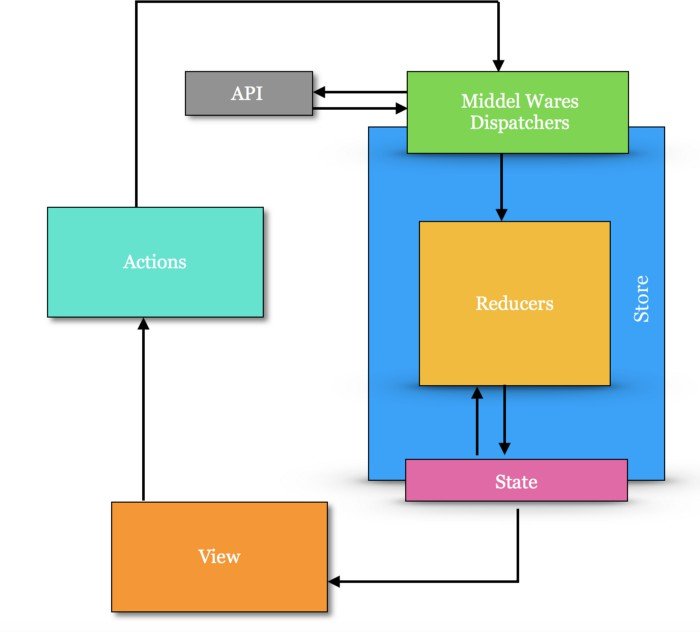 API
Middel Wares
Dispatchers
Actions
Reducers
Store
State
View